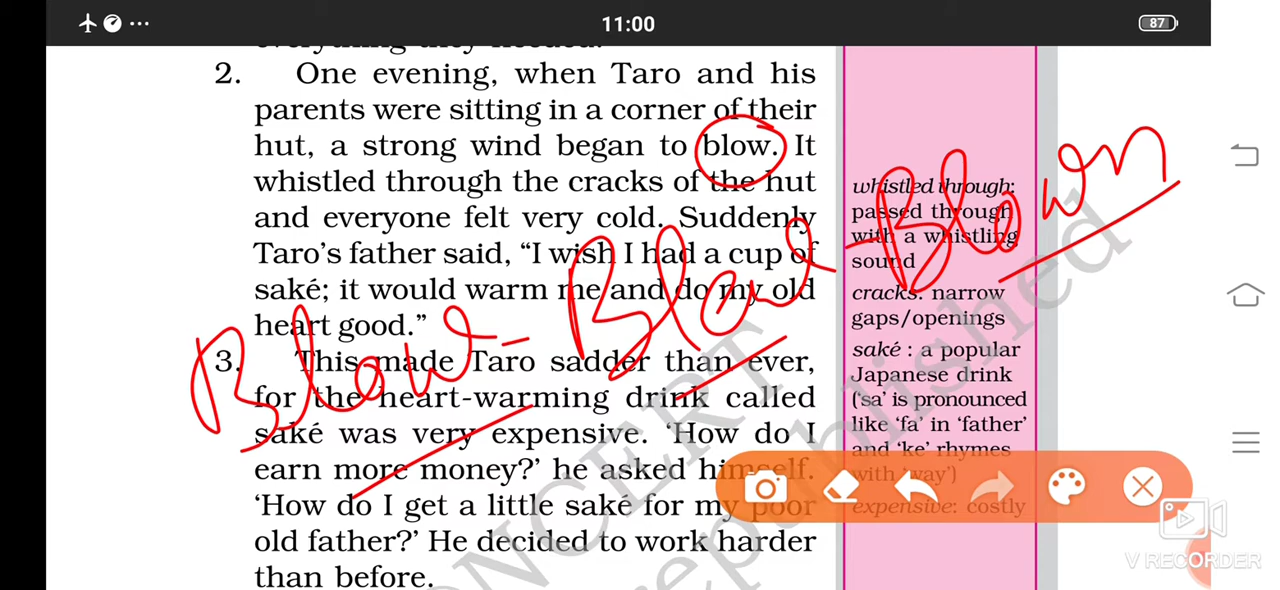 11:00
87
everything they needed.
2. One evening, when Taro and his
parents were sitting in a corner of their
hut, a strong wind began to blow. It
whistled through the cracks of the hut
and everyone felt very cold. Suddenly
Taro's father said, “I wish I had a cup of
saké; it would warm me and do my old
heart good.”
3. This made Taro sadder than ever,
for the heart-warming drink called
saké was very expensive. ‘How do I
earn more money?’ he asked himself.
‘How do I get a little saké for my poor
old father?’ He decided to work harder
than before.
whistled through:
passed through
with a whistling
sound
cracks: narrow
gaps/openings
saké : a popular
Japanese drink
(‘sa’ is pronounced
like ‘fa’ in ‘father’
and ‘ke’ rhymes
with ‘way’)
expensive: costly
Blow - Blew - Blown
NCERT
republished
V RECORDER